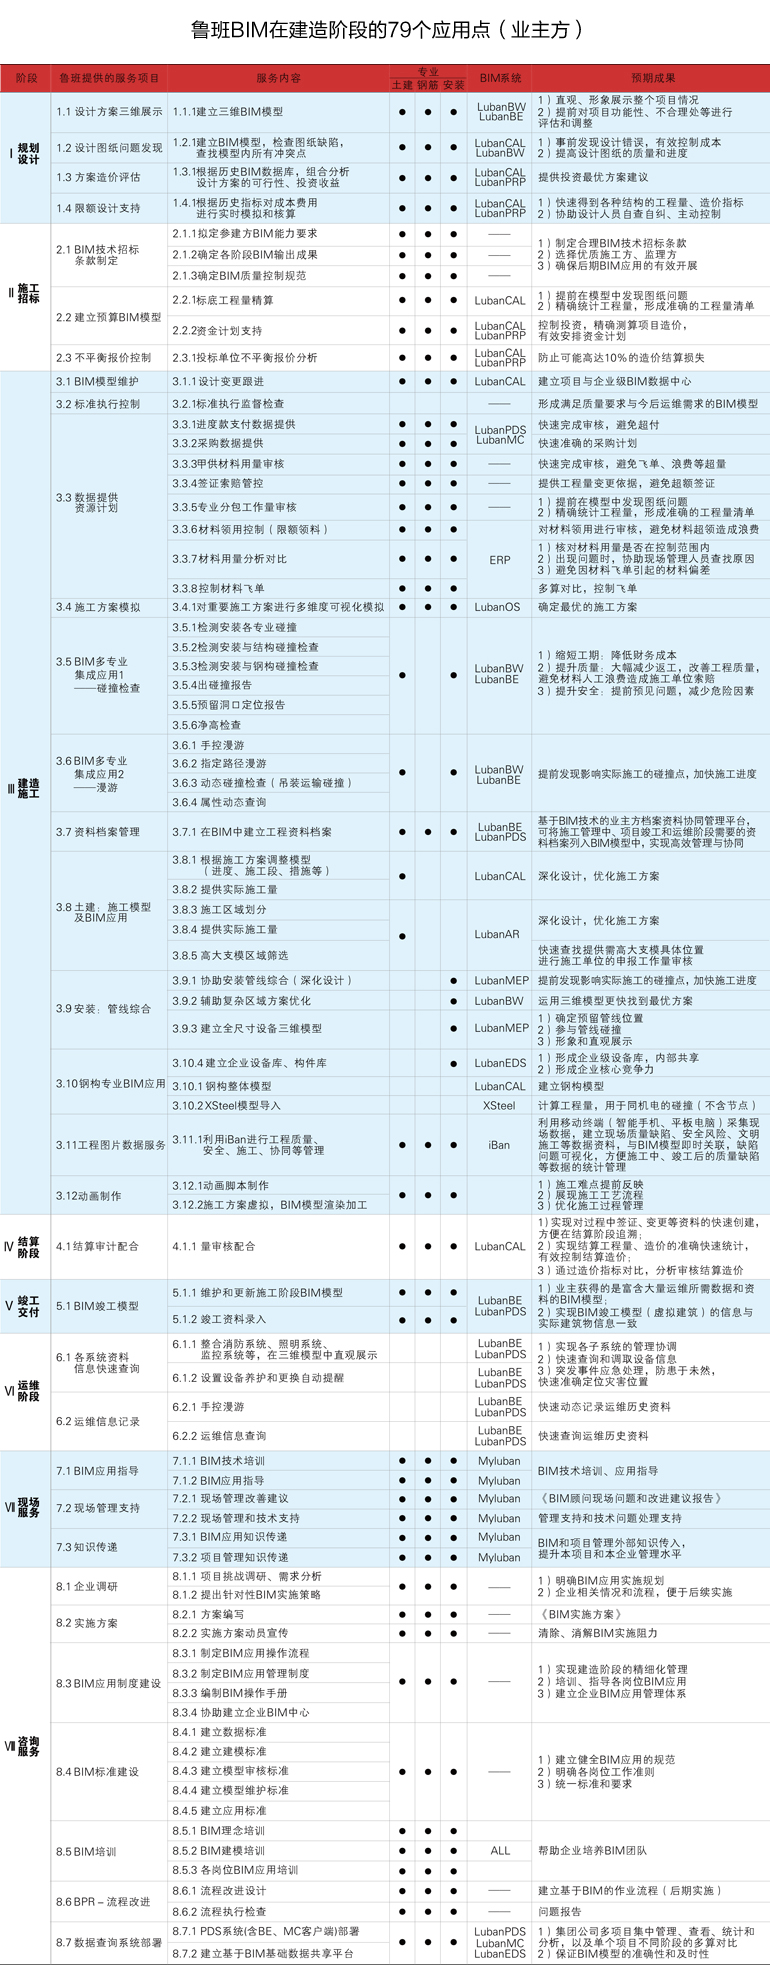 鲁班BIM在建造阶段的79个应用点（业主方）
阶段 鲁班提供的服务项目 服务内容 专业 BIM系统 预期成果
土建 钢筋 安装
Ⅰ 规划
设计
1.1 设计方案三维展示
1.1.1建立三维BIM模型
● ● ●
LubanBW
LubanBE
1）直观、形象展示整个项目情况
2）提前对项目功能性、不合理处等进行
评估和调整
1.2 设计图纸问题发现
1.2.1建立BIM模型，检查图纸缺陷，
查找模型内所有冲突点
● ● ●
LubanCAL
LubanBW
1）事前发现设计错误，有效控制成本
2）提高设计图纸的质量和进度
1.3 方案造价评估
1.3.1根据历史BIM数据库，组合分析
设计方案的可行性、投资收益
● ● ●
LubanCAL
LubanPRP
提供投资最优方案建议
1.4 限额设计支持
1.4.1根据历史指标对成本费用
进行实时模拟和核算
● ● ●
LubanCAL
LubanPRP
1）快速得到各种结构的工程量、造价指标
2）协助设计人员自查自纠、主动控制
Ⅱ 施工
招标
2.1 BIM技术招标
条款制定
2.1.1拟定参建方BIM能力要求
● ● ● ——
2.1.2确定各阶段BIM输出成果
● ● ● ——
2.1.3确定BIM质量控制规范
● ● ● ——
1）制定合理BIM技术招标条款
2）选择优质施工方、监理方
3）确保后期BIM应用的有效开展
2.2 建立预算BIM模型
2.2.1标底工程量精算
● ● ● LubanCAL
1）提前在模型中发现图纸问题
2）精确统计工程量，形成准确的工程量清单
2.2.2资金计划支持
● ● ●
LubanCAL
LubanPRP
控制投资，精确测算项目造价，
有效安排资金计划
2.3 不平衡报价控制
2.3.1投标单位不平衡报价分析
● ● ●
LubanCAL
LubanPRP
防止可能高达10%的造价结算损失
Ⅲ 建造
施工
3.1 BIM模型维护
3.1.1设计变更跟进
● ● ● LubanCAL
建立项目与企业级BIM数据中心
3.2 标准执行控制
3.2.1标准执行监督检查
——
形成满足质量要求与今后运维需求的BIM模型
3.3 数据提供
资源计划
3.3.1进度款支付数据提供
● ● ●
快速完成审核，避免超付
LubanPDS
LubanMC
3.3.2采购数据提供
● ● ●
快速准确的采购计划
3.3.3甲供材料用量审核
● ● ● ——
快速完成审核，避免飞单、浪费等超量
3.3.4签证索赔管控
● ● ● ——
提供工程量变更依据，避免超额签证
3.3.5专业分包工作量审核
● ● ● ——
1）提前在模型中发现图纸问题
2）精确统计工程量，形成准确的工程量清单
3.3.6材料领用控制（限额领料）
● ● ●
对材料领用进行审核，避免材料超领造成浪费
3.3.7材料用量分析对比
● ● ● ERP
1）核对材料用量是否在控制范围内
2）出现问题时，协助现场管理人员查找原因
3）避免因材料飞单引起的材料偏差
3.3.8控制材料飞单
● ● ●
多算对比，控制飞单
3.4 施工方案模拟
3.4.1对重要施工方案进行多维度可视化模拟
● ● ● LubanOS
确定最优的施工方案
3.5 BIM多专业
集成应用1
——碰撞检查
3.5.1检测安装各专业碰撞
3.5.2检测安装与结构碰撞检查
3.5.3检测安装与钢构碰撞检查
3.5.4出碰撞报告
3.5.5预留洞口定位报告
3.5.6净高检查
● ●
LubanBW
LubanBE
1）缩短工期：降低财务成本
2）提升质量：大幅减少返工，改善工程质量，
避免材料人工浪费造成施工单位索赔
3）提升安全：提前预见问题，减少危险因素
3.6 BIM多专业
集成应用2
——漫游
3.6.1 手控漫游
3.6.2 指定路径漫游
3.6.3 动态碰撞检查（吊装运输碰撞）
3.6.4 属性动态查询
● ●
LubanBW
LubanBE
提前发现影响实际施工的碰撞点，加快施工进度
3.7 资料档案管理
3.7.1 在BIM中建立工程资料档案
● ● ●
LubanBE
LubanPDS
基于BIM技术的业主方档案资料协同管理平台，
可将施工管理中、项目竣工和运维阶段需要的资
料档案列入BIM模型中，实现高效管理与协同
3.8 土建：施工模型
及BIM应用
3.8.1 根据施工方案调整模型
（进度、施工段、措施等）
3.8.2 提供实际施工量
● LubanCAL
深化设计，优化施工方案
3.8.3 施工区域划分
3.8.4 提供实际施工量
3.8.5 高大支模区域筛选
● LubanAR
深化设计，优化施工方案
快速查找提供需高大支模具体位置
进行施工单位的申报工作量审核
3.9 安装：管线综合
3.9.1 协助安装管线综合（深化设计）
● LubanMEP
提前发现影响实际施工的碰撞点，加快施工进度
3.9.2 辅助复杂区域方案优化
● LubanBW
运用三维模型更快找到最优方案
3.9.3 建立全尺寸设备三维模型
● LubanMEP
1）确定预留管线位置
2）参与管线碰撞
3）形象和直观展示
3.10钢构专业BIM应用
3.10.4 建立企业设备库、构件库
● LubanEDS
1）形成企业级设备库，内部共享
2）形成企业核心竞争力
3.10.1 钢构整体模型
LubanCAL
建立钢构模型
3.10.2 XSteel模型导入
XSteel
计算工程量，用于同机电的碰撞（不含节点）
3.11工程图片数据服务
3.11.1利用iBan进行工程质量、
安全、施工、协同等管理
● ● ● iBan
利用移动终端（智能手机、平板电脑）采集现
场数据，建立现场质量缺陷、安全风险、文明
施工等数据资料，与BIM模型即时关联，缺陷
问题可视化，方便施工中、竣工后的质量缺陷
等数据的统计管理
3.12动画制作
3.12.1动画脚本制作
3.12.2施工方案虚拟，BIM模型渲染加工
● ● ●
1）施工难点提前反映
2）展现施工工艺流程
3）优化施工过程管理
Ⅳ 结算
阶段
4.1结算审计配合
4.1.1 量审核配合
● ● ● LubanCAL
1)实现对过程中签证、变更等资料的快速创建，
方便在结算阶段追溯；
2）实现结算工程量、造价的准确快速统计，
有效控制结算造价；
3）通过造价指标对比，分析审核结算造价
Ⅴ 竣工
交付
5.1 BIM竣工模型
5.1.1 维护和更新施工阶段BIM模型
● ● ●
5.1.2 竣工资料录入
● ● ●
LubanBE
LubanPDS
1）业主获得的是富含大量运维所需数据和资
料的BIM模型；
2）实现BIM竣工模型（虚拟建筑）的信息与
实际建筑物信息一致
Ⅵ 运维
阶段
6.1 各系统资料
信息快速查询
6.1.1 整合消防系统、照明系统、
监控系统等，在三维模型中直观展示
LubanBE
LubanPDS
6.1.2 设置设备养护和更换自动提醒
LubanBE
LubanPDS
1）实现各子系统的管理协调
2）快速查询和调取设备信息
3）突发事件应急处理，防患于未然，
快速准确定位灾害位置
6.2 运维信息记录
6.2.1 手控漫游
LubanBE
LubanPDS
快速动态记录运维历史资料
6.2.2 运维信息查询
LubanBE
LubanPDS
快速查询运维历史资料
Ⅶ 现场
服务
7.1 BIM应用指导
7.1.1 BIM技术培训
● ● ● Myluban
7.1.2 BIM应用指导
● ● ● Myluban
BIM技术培训、应用指导
7.2 现场管理支持
7.2.1 现场管理改善建议
● ● ● Myluban
《BIM顾问现场问题和改进建议报告》
7.2.2 现场管理和技术支持
● ● ● Myluban
管理支持和技术问题处理支持
7.3 知识传递
7.3.1 BIM应用知识传递
● ● ● Myluban
7.3.2 项目管理知识传递
● ● ● Myluban
BIM和项目管理外部知识传入，
提升本项目和本企业管理水平
Ⅷ 咨询
服务
8.1 企业调研
8.1.1 项目挑战调研、需求分析
8.1.2 提出针对性BIM实施策略
● ● ● ——
1）明确BIM应用实施规划
2）企业相关情况和流程，便于后续实施
8.2 实施方案
8.2.1 方案编写
● ● ● ——
《BIM实施方案》
8.2.2 实施方案动员宣传
● ● ● ——
清除、消解BIM实施阻力
8.3 BIM应用制度建设
8.3.1 制定BIM应用操作流程
8.3.2 制定BIM应用管理制度
8.3.3 编制BIM操作手册
8.3.4 协助建立企业BIM中心
● ● ● ——
1）实现建造阶段的精细化管理
2）培训、指导各岗位BIM应用
3）建立企业BIM应用管理体系
8.4 BIM标准建设
8.4.1 建立数据标准
8.4.2 建立建模标准
8.4.3 建立模型审核标准
8.4.4 建立模型维护标准
8.4.5 建立应用标准
● ● ● ——
1）建立健全BIM应用的规范
2）明确各岗位工作准则
3）统一标准和要求
8.5 BIM培训
8.5.1 BIM理念培训
● ● ●
8.5.2 BIM建模培训
● ● ● ALL
帮助企业培养BIM团队
8.5.3 各岗位BIM应用培训
● ● ●
8.6 BPR－流程改进
8.6.1 流程改进设计
● ● ● ——
建立基于BIM的作业流程（后期实施）
8.6.2 流程执行检查
● ● ● ——
问题报告
8.7 数据查询系统部署
8.7.1 PDS系统(含BE、MC客户端)部署
8.7.2 建立基于BIM基础数据共享平台
● ● ●
LubanPDS
LubanMC
LubanEDS
1）集团公司多项目集中管理、查看、统计和
分析，以及单个项目不同阶段的多算对比
2）保证BIM模型的准确性和及时性